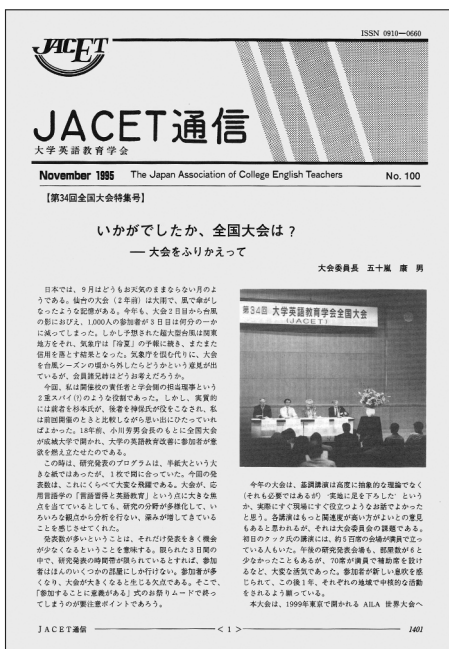 ISSN 0910—0660
JACET
JACET通信
大学英語教育学会
November 1995 The Japan Association of College English Teachers No. 100
【第34回全国大会特集号】
いかがでしたか、全国大会は?
— 大会をふりかえって
大会委員長 五十嵐 康 男
日本では、9月はどうもお天気のままならない月のよ
うである。仙台の大会(2年前)は大雨で、風で傘がし
なったような記憶がある。今年も、大会2日目から台風
の影におびえ、1,000人の参加者が3日目は何分の一か
に減ってしまった。しかし予想された超大型台風は関東
地方をそれ、気象庁は「冷夏」の予報に続き、またまた
信用を落とす結果となった。気象庁を恨む代りに、大会
を台風シーズンの頃から外したらどうかという意見が出
ているが、会員諸兄姉はどうお考えだろうか。
今回、私は開催校の責任者と学会側の担当理事という
2重スパイ(?)のような役割であった。しかし、実質的
には前者を杉本氏が、後者を神保氏が役をこなされ、私
は前回開催のときと比較しながら思いにひたっていれ
ばよかった。18年前、小川芳男会長のもとに全国大会
が成城大学で開かれ、大学の英語教育改善に参加者が意
欲を燃え立たせたのである。
この時は、研究発表のプログラムは、手紙大という大
きな紙ではあったが、1枚で間に合っていた。今回の発
表数は、これにくらべて大変な飛躍である。大会が、応
用言語学の「言語習得と英語教育」という点に大きな焦
点を当てているとしても、研究の分野が多様化して、い
ろいろな観点から分析を行ない、深みが増してきている
ことを感じさせてくれた。
発表数が多いということは、それだけ発表をきく機会
が少なくなるということを意味する。限られた3日間の
中で、研究発表の時間帯が限られているとすれば、参加
者はほんのいくつかの部屋にしか行けない。参加者が多
くなり、大会が大きくなると生じる欠点である。そこで、
「参加することに意義がある」式のお祭りムードで終っ
てしまうのが要注意ポイントであろう。
第34回 大学英語教育学会全国大会
(JACET)
今年の大会は、基調講演は高度に抽象的な理論でなく
(それも必要ではあるが)“実地に足を下ろした”という
か、実際にすぐ現場にすぐ役立つようなお話でよかった
と思う。各講演はもっと関連度が高い方がよいとの意見
もあると思われるが、それは大会委員会の課題である。
初日のクック氏の講演には、約5百席の会場が満員で立っ
ている人もいた。午後の研究発表会場も、部屋数が6と
少なかったこともあるが、70席が満員で補助席を設け
るなど、大変な活気であった。参加者が新しい息吹を感
じられて、この後1年、それぞれの地域で中核的な活動
をされるよう願っている。
本大会は、1999年東京で開かれる AILA 世界大会へ
JACET通信 < 1 > 1401